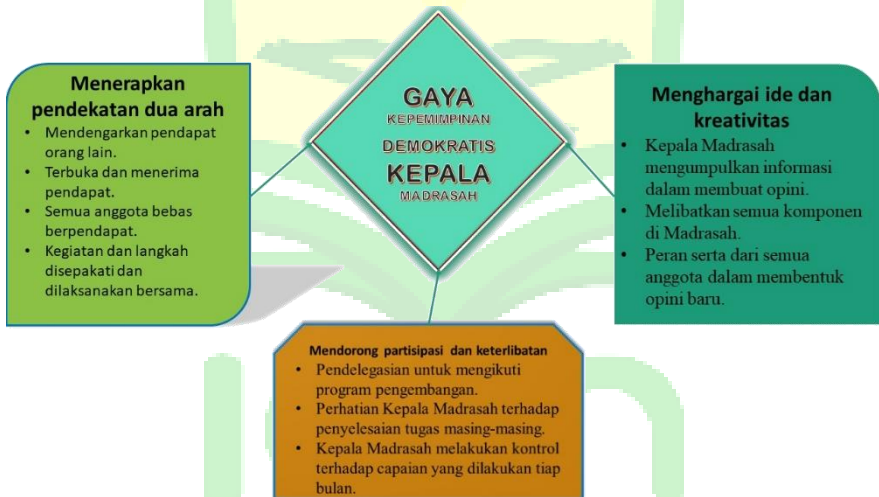 GAYA
KEPEMIMPINAN
DEMOKRATIS
KEPALA
MADRASAH
Menerapkan
pendekatan dua arah
• Mendengarkan pendapat
orang lain.
• Terbuka dan menerima
pendapat.
• Semua anggota bebas
berpendapat.
• Kegiatan dan langkah
disepakati dan
dilaksanakan bersama.
Menghargai ide dan
kreativitas
• Kepala Madrasah
mengumpulkan informasi
dalam membuat opini.
• Melibatkan semua komponen
di Madrasah.
• Peran serta dari semua
anggota dalam membentuk
opini baru.
Mendorong partisipasi dan keterlibatan
• Pendelegasian untuk mengikuti
program pengembangan.
• Perhatian Kepala Madrasah terhadap
penyelesaian tugas masing-masing.
• Kepala Madrasah melakukan kontrol
terhadap capaian yang dilakukan tiap
bulan.